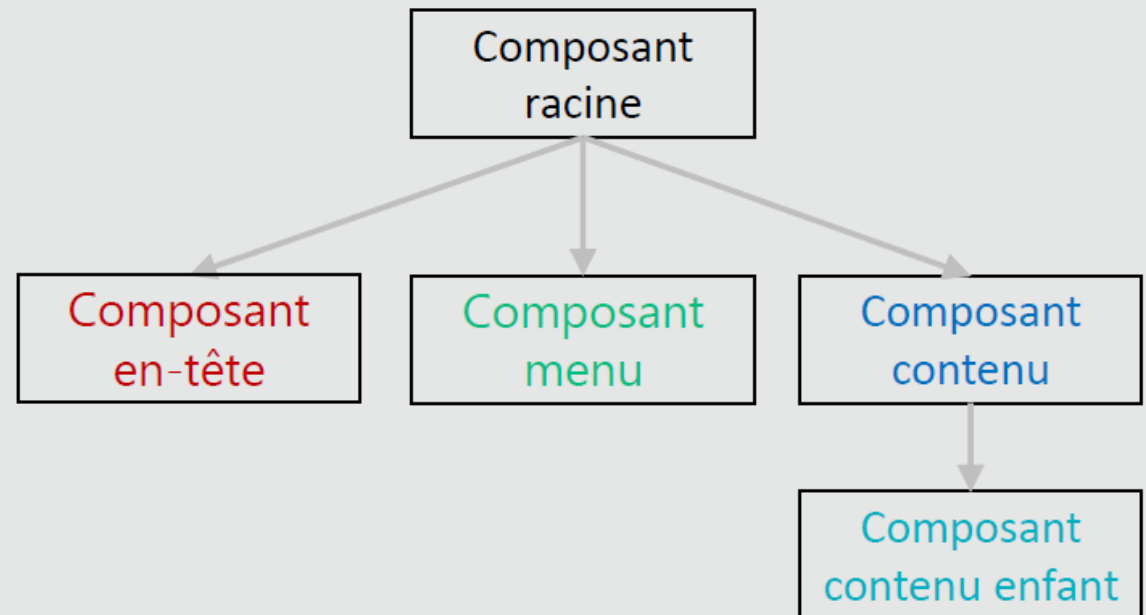 Composant
racine
Composant
en-tête
Composant
menu
Composant
contenu
Composant
contenu enfant